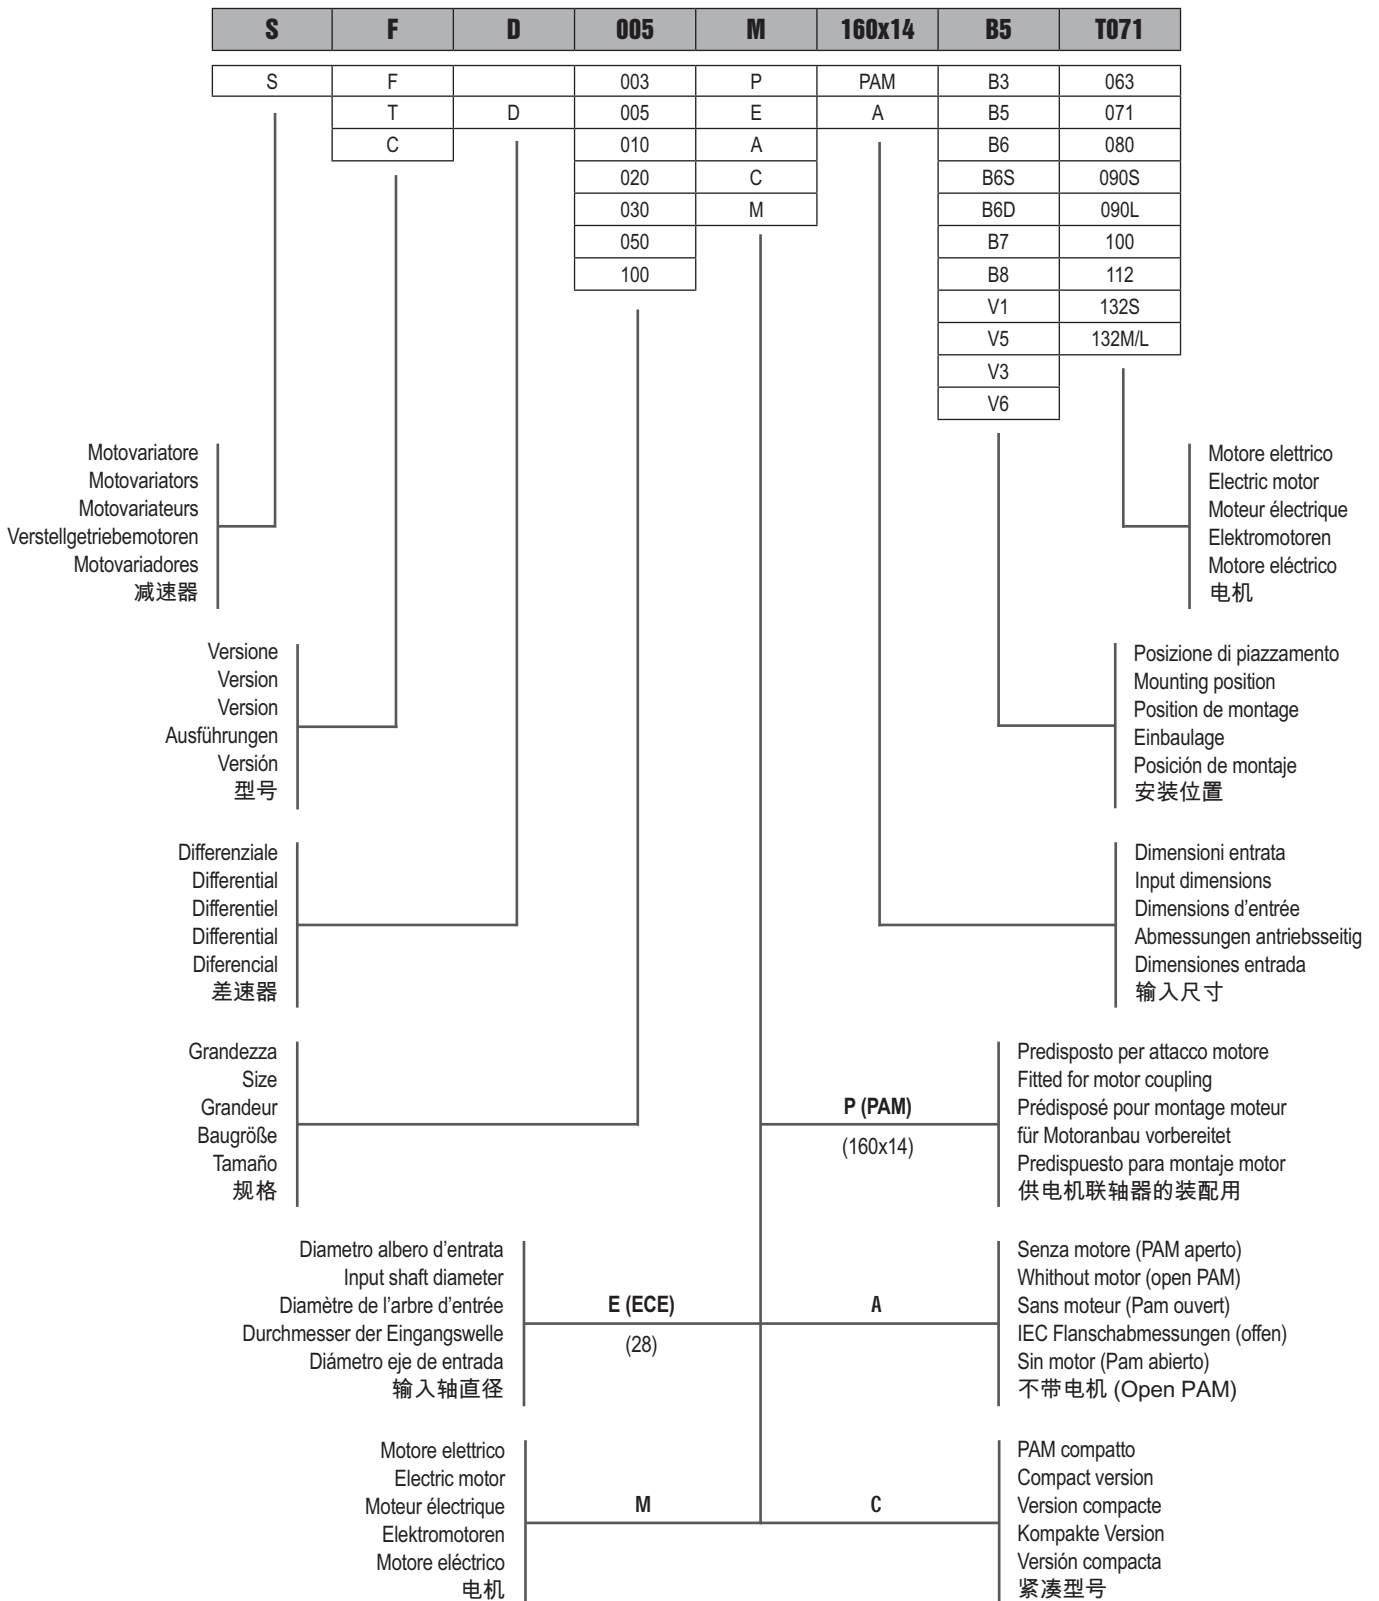 S F D 005 M 160x14 B5 T071
S F 003 P PAM B3 063
T D 005 E A B5 071
C 010 A B6 080
020 C B6S 090S
030 M B6D 090L
050 B7 100
100 B8 112
V1 132S
V5 132M/L
V3
V6
Motovariatore
Motovariators
Motovariateurs
Verstellgetriebemotoren
Motovariadores
减速器
Motore elettrico
Electric motor
Moteur électrique
Elektromotoren
Motore eléctrico
电机
Versione
Version
Version
Ausführungen
Versión
型号
Posizione di piazzamento
Mounting position
Position de montage
Einbaulage
Posición de montaje
安装位置
Differenziale
Differential
Differentiel
Differential
Diferencial
差速器
Dimensioni entrata
Input dimensions
Dimensions d’entrée
Abmessungen antriebsseitig
Dimensiones entrada
输入尺寸
Grandezza
Size
Grandeur
Baugröße
Tamaño
规格
P (PAM)
(160x14)
Predisposto per attacco motore
Fitted for motor coupling
Prédisposé pour montage moteur
für Motoranbau vorbereitet
Predispuesto para montaje motor
供电机联轴器的装配用
Diametro albero d’entrata
Input shaft diameter
Diamètre de l’arbre d’entrée
Durchmesser der Eingangswelle
Diámetro eje de entrada
输入轴直径
E (ECE)
(28)
A
Senza motore (PAM aperto)
Whithout motor (open PAM)
Sans moteur (Pam ouvert)
IEC Flanschabmessungen (offen)
Sin motor (Pam abierto)
不带电机 (Open PAM)
Motore elettrico
Electric motor
Moteur électrique
Elektromotoren
Motore eléctrico
电机
M
C
PAM compatto
Compact version
Version compacte
Kompakte Version
Versión compacta
紧凑型号